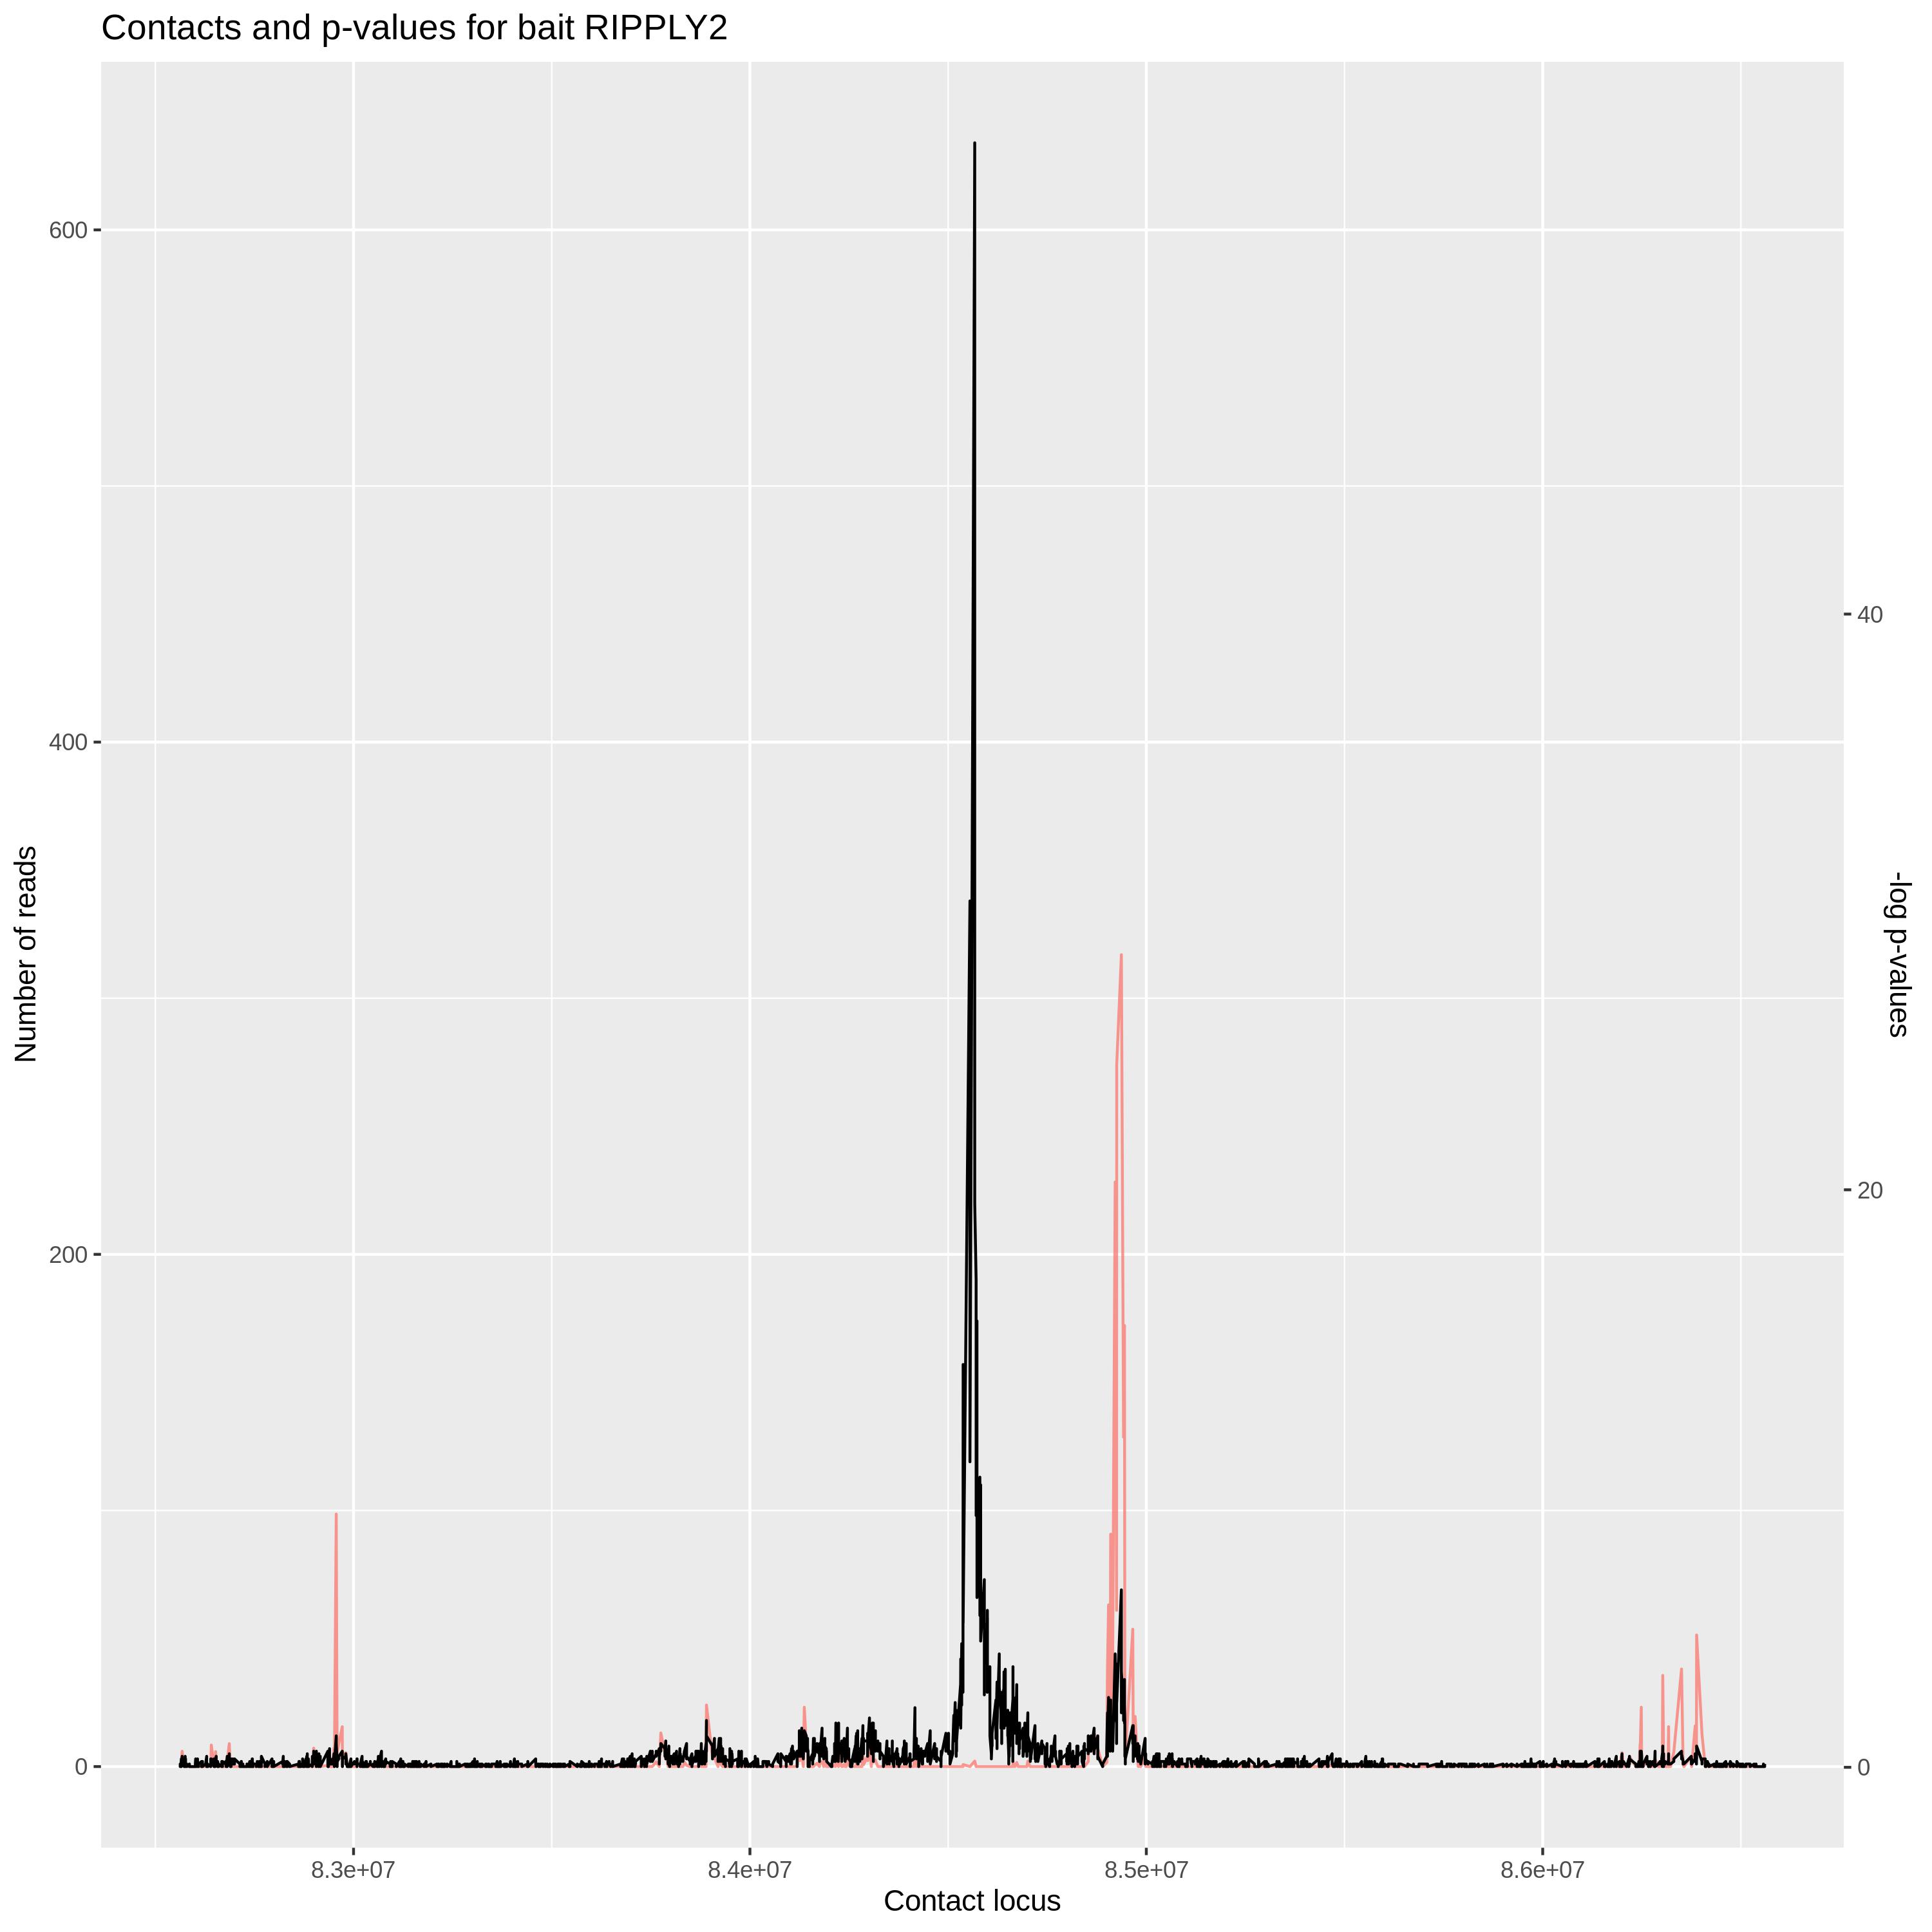 Contacts and p-values for bait RIPPLY2
600
400
200
0
Number of reads
40
20
0
-log p-values
8.3e+07
8.4e+07
8.5e+07
8.6e+07
Contact locus